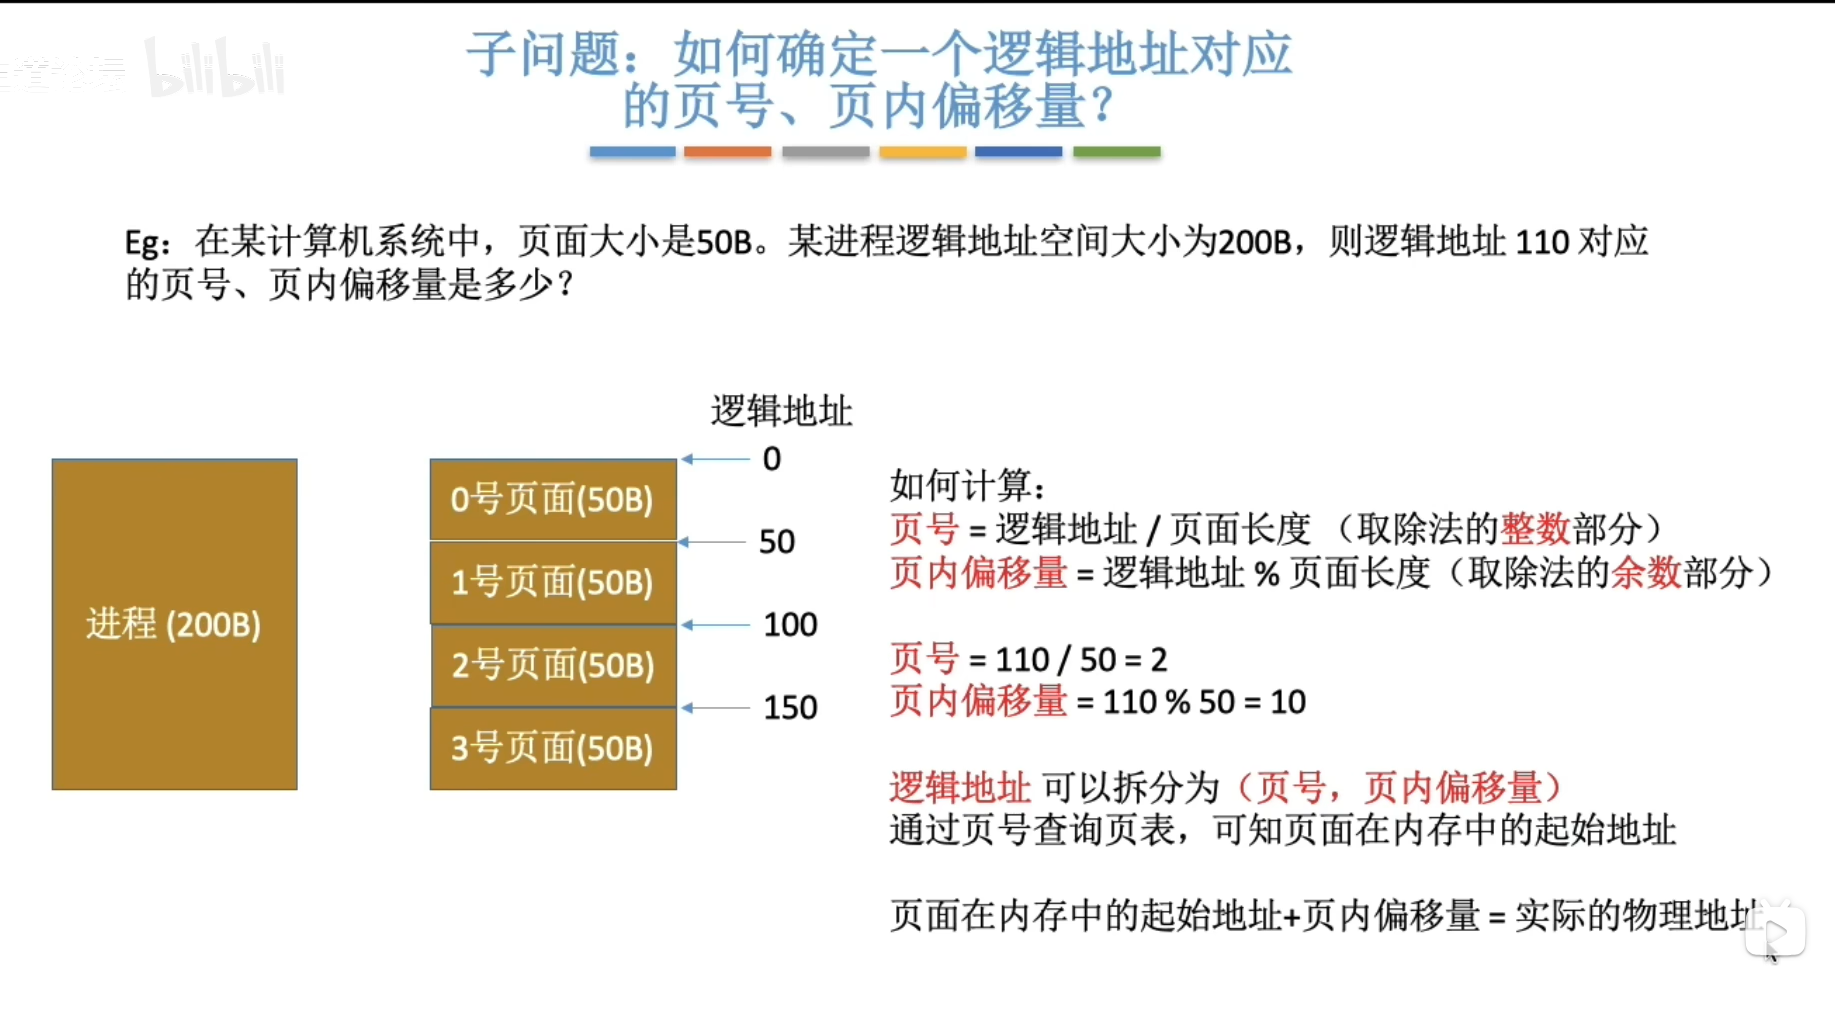 bilibili
子问题：如何确定一个逻辑地址对应
的页号、页内偏移量？
Eg：在某计算机系统中，页面大小是50B。某进程逻辑地址空间大小为200B，则逻辑地址 110 对应
的页号、页内偏移量是多少？
逻辑地址
进程 (200B)
0号页面(50B)
1号页面(50B)
2号页面(50B)
3号页面(50B)
0
50
100
150
如何计算：
页号 = 逻辑地址 / 页面长度 （取除法的整数部分）
页内偏移量 = 逻辑地址 % 页面长度（取除法的余数部分）
页号 = 110 / 50 = 2
页内偏移量 = 110 % 50 = 10
逻辑地址 可以拆分为（页号，页内偏移量）
通过页号查询页表，可知页面在内存中的起始地址
页面在内存中的起始地址+页内偏移量 = 实际的物理地址